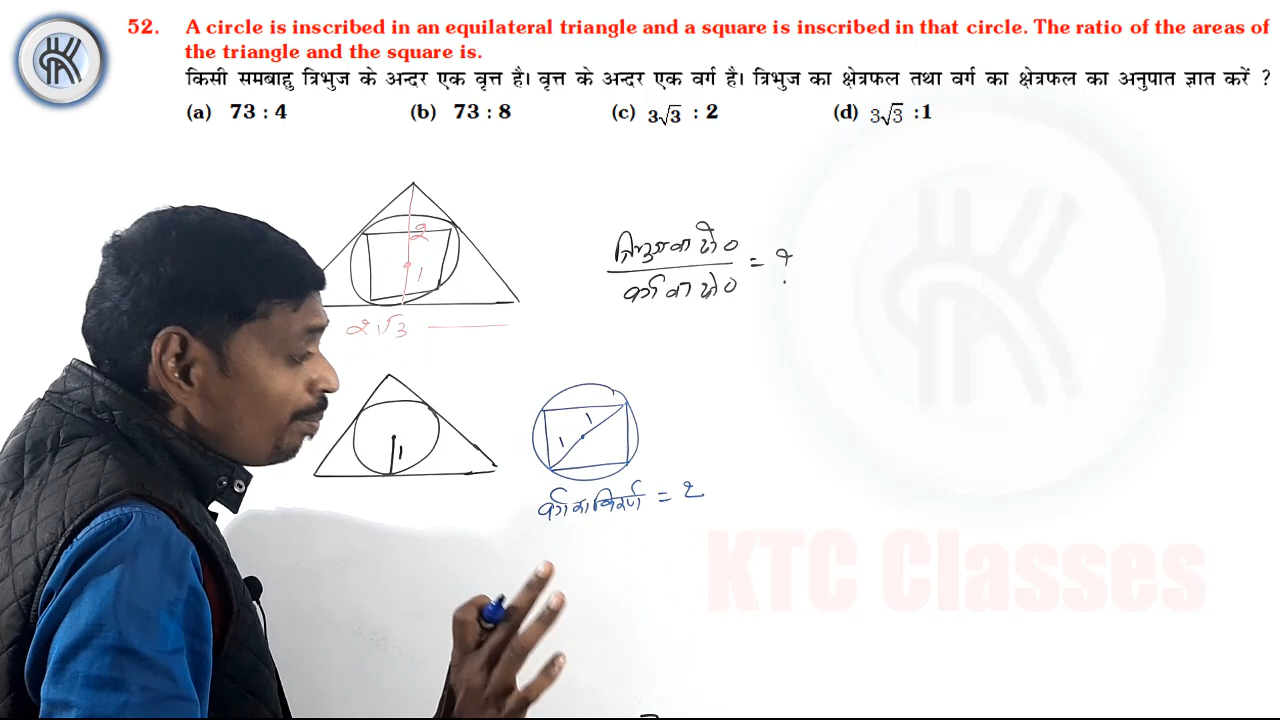 52. A circle is inscribed in an equilateral triangle and a square is inscribed in that circle. The ratio of the areas of
the triangle and the square is.
किसी समबाहु त्रिभुज के अन्दर एक वृत्त है। वृत्त के अन्दर एक वर्ग है। त्रिभुज का क्षेत्रफल तथा वर्ग का क्षेत्रफल का अनुपात ज्ञात करें ?
(a) 73 : 4 (b) 73 : 8 (c) 3√3 : 2 (d) 3√3 :1
2
1
2√3
त्रिभुज का क्षे०
वर्ग का क्षे०
= ?
1
1
1
वर्ग का विकर्ण = 2
KTC Classes